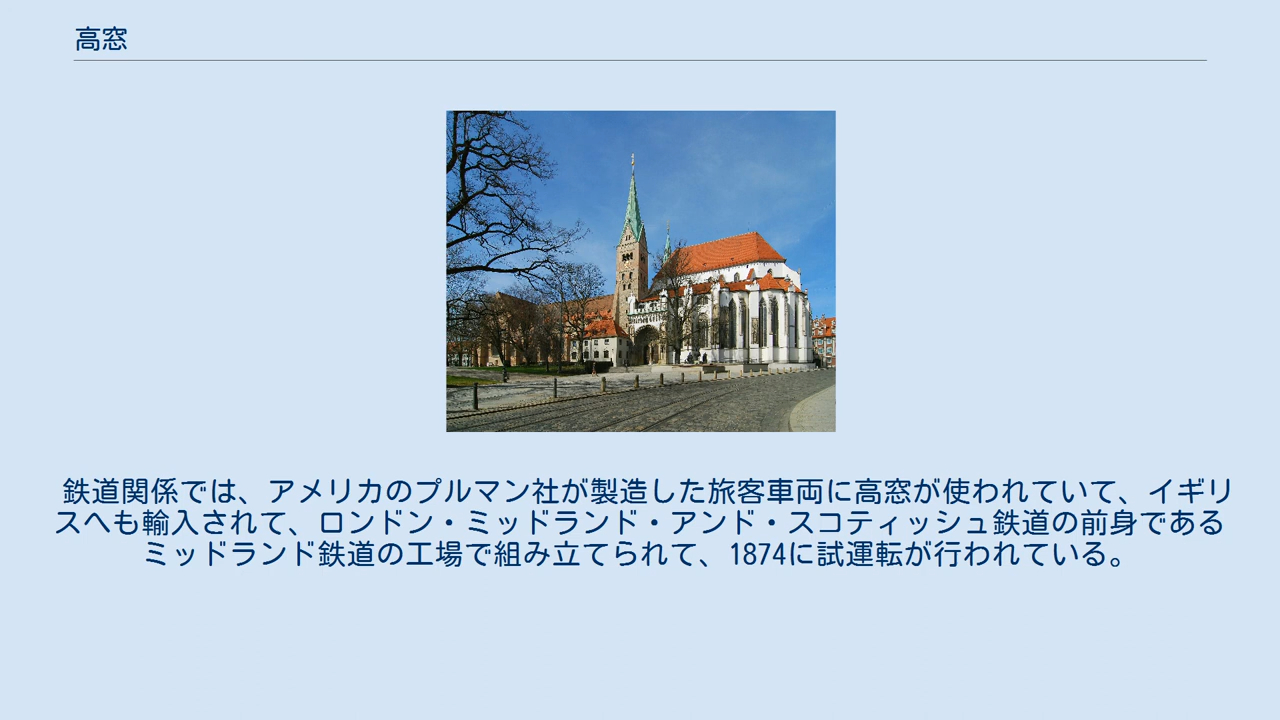 高窓
鉄道関係では、アメリカのプルマン社が製造した旅客車両に高窓が使われていて、イギリ
スへも輸入されて、ロンドン・ミッドランド・アンド・スコティッシュ鉄道の前身である
ミッドランド鉄道の工場で組み立てられて、1874に試運転が行われている。